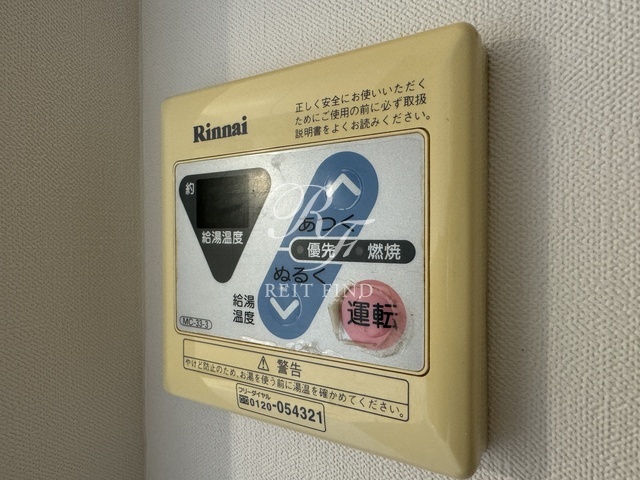 Rinnai
正しく安全にお使いいただく
ためにご使用の前に必ず取扱
説明書をよくお読みください。
約
給湯温度
あつく
優先 燃焼
ぬるく
REIT FIND
給湯
温度
運転
MC-33-3
⚠警告
やけど防止のため、お湯を使う前に湯温を確かめてください。
フリーダイヤル
0120-054321